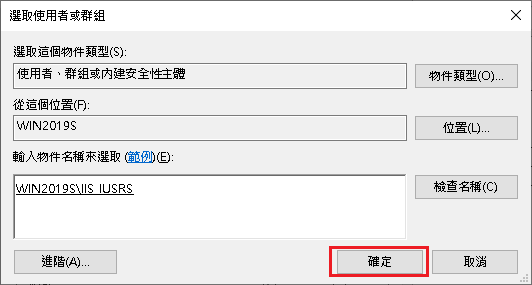 選取使用者或群組
選取這個物件類型(S):
使用者、群組或內建安全性主體
物件類型(O)...
從這個位置(F):
WIN2019S
位置(L)...
輸入物件名稱來選取 (範例)(E):
WIN2019S\IIS_IUSRS
檢查名稱(C)
進階(A)...
確定
取消